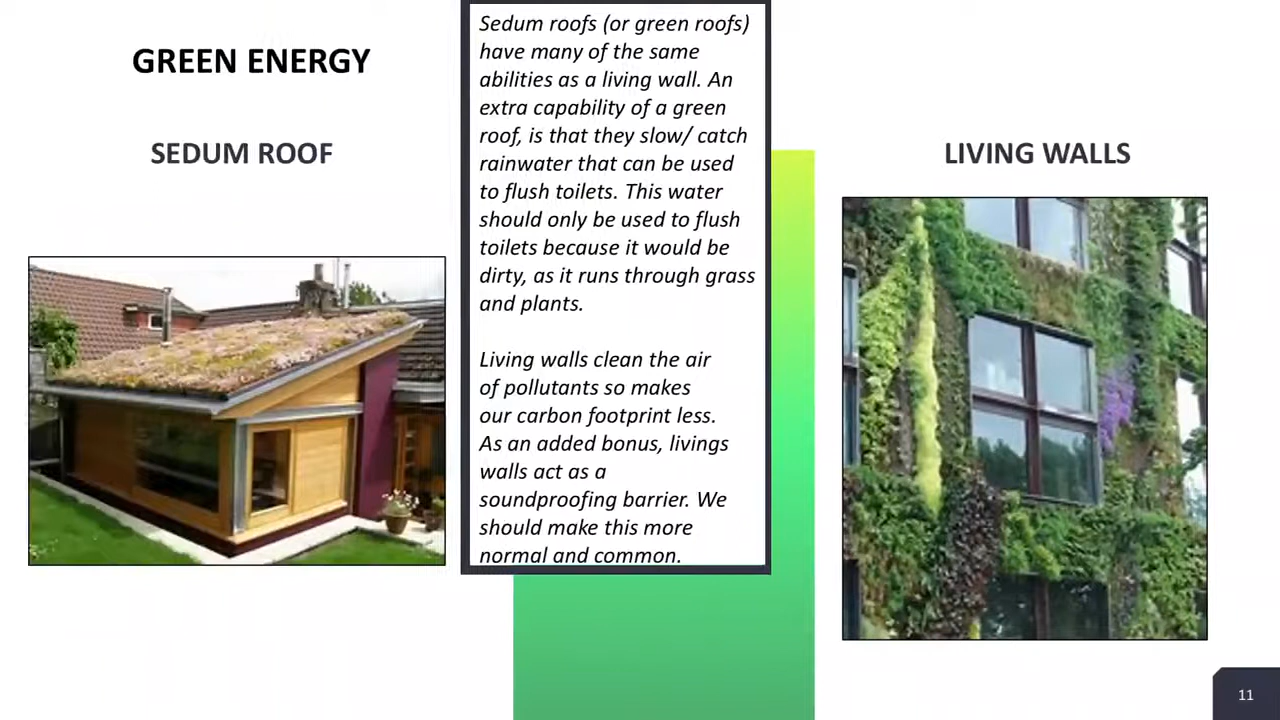 GREEN ENERGY
SEDUM ROOF
Sedum roofs (or green roofs)
have many of the same
abilities as a living wall. An
extra capability of a green
roof, is that they slow/ catch
rainwater that can be used
to flush toilets. This water
should only be used to flush
toilets because it would be
dirty, as it runs through grass
and plants.
Living walls clean the air
of pollutants so makes
our carbon footprint less.
As an added bonus, livings
walls act as a
soundproofing barrier. We
should make this more
normal and common.
LIVING WALLS
11